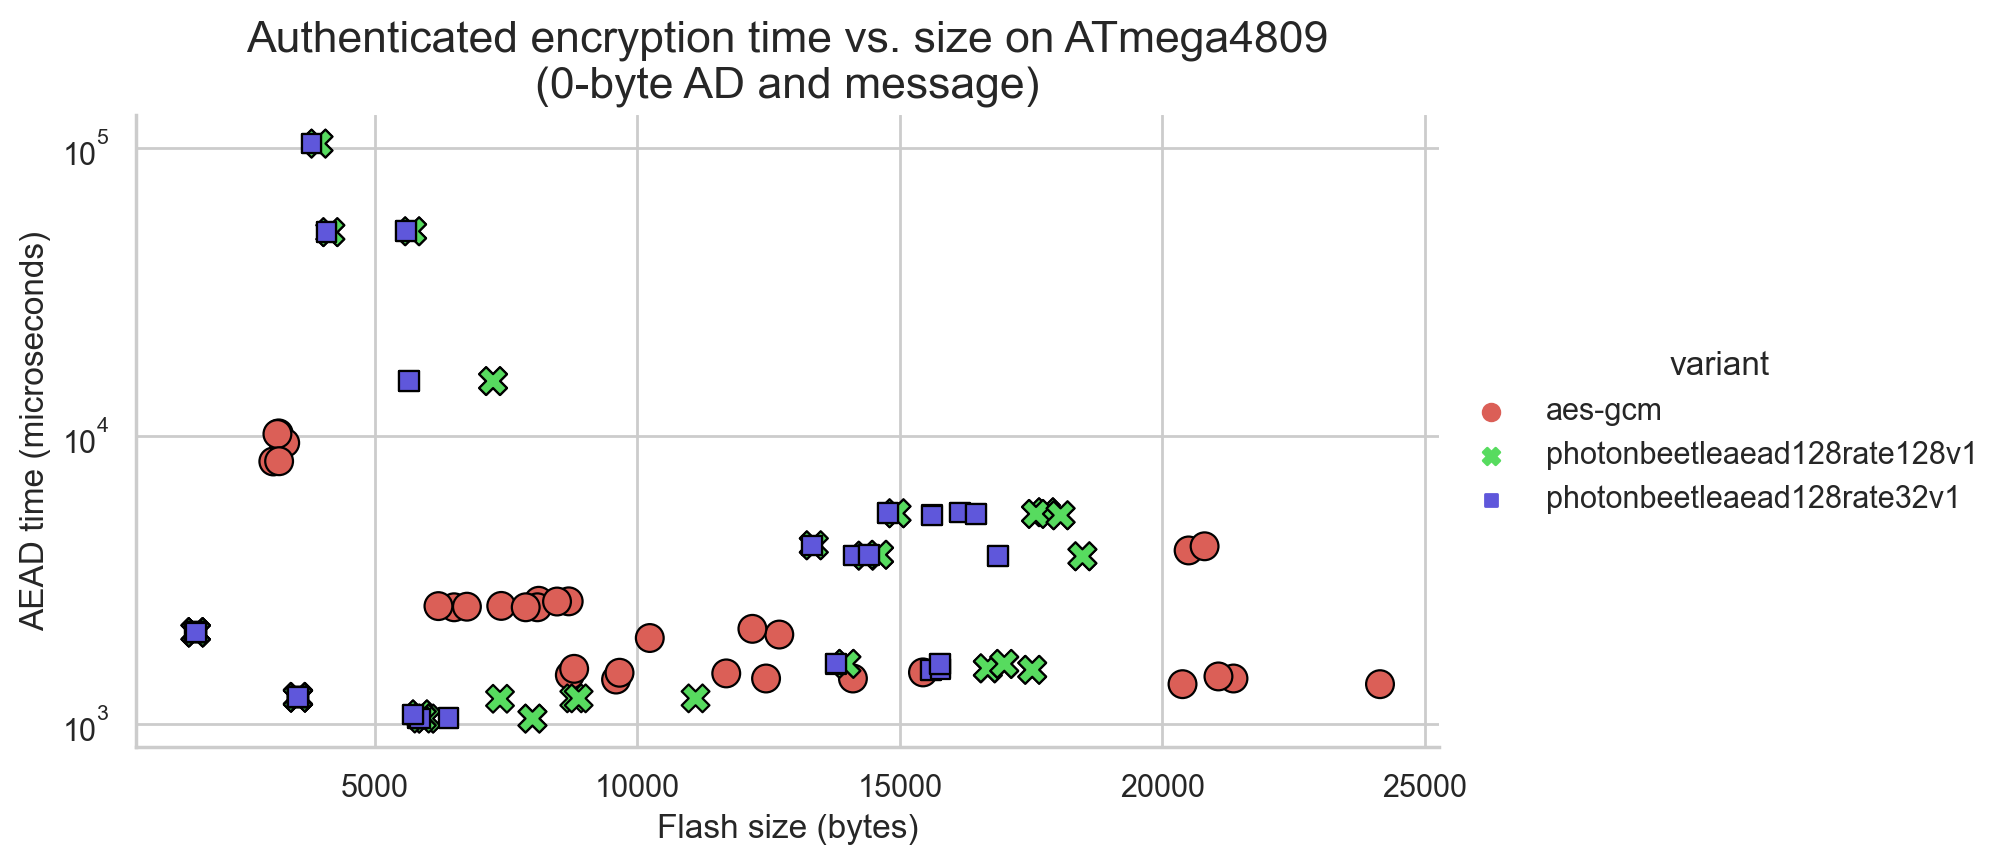 Authenticated encryption time vs. size on ATmega4809
(0-byte AD and message)
AEAD time (microseconds)
10^5
10^4
10^3
5000
10000
15000
20000
25000
Flash size (bytes)
variant
aes-gcm
photonbeetleaead128rate128v1
photonbeetleaead128rate32v1